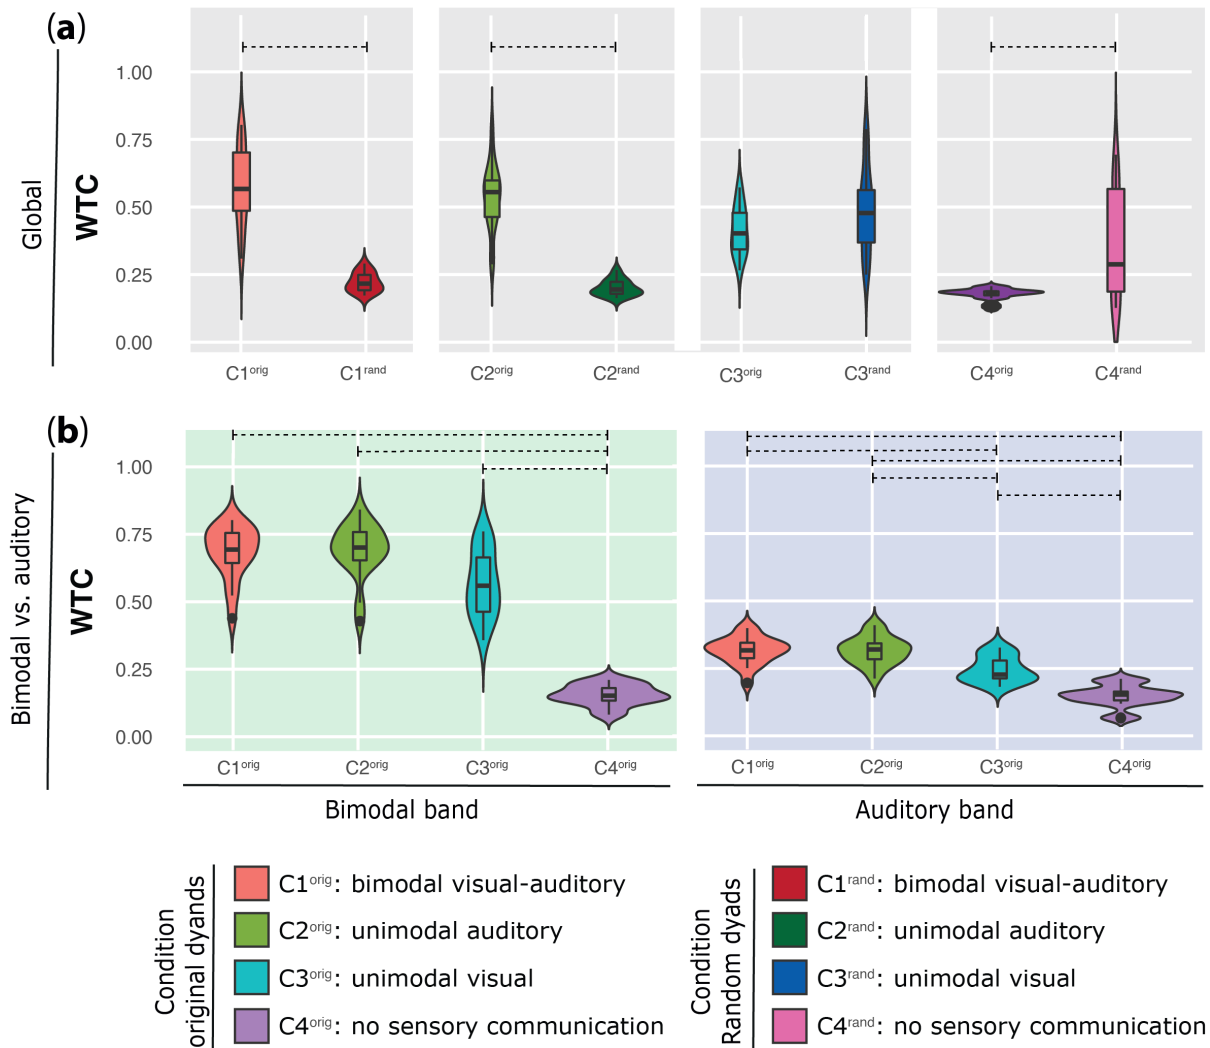 (a)
Global
WTC
1.00
0.75
0.50
0.25
0.00
C1orig C1rand C2orig C2rand C3orig C3rand C4orig C4rand
(b)
Bimodal vs. auditory
WTC
1.00
0.75
0.50
0.25
0.00
C1orig C2orig C3orig C4orig C1orig C2orig C3orig C4orig
Bimodal band Auditory band
Condition
original dyands
C1orig: bimodal visual-auditory
C2orig: unimodal auditory
C3orig: unimodal visual
C4orig: no sensory communication
Condition
Random dyads
C1rand: bimodal visual-auditory
C2rand: unimodal auditory
C3rand: unimodal visual
C4rand: no sensory communication